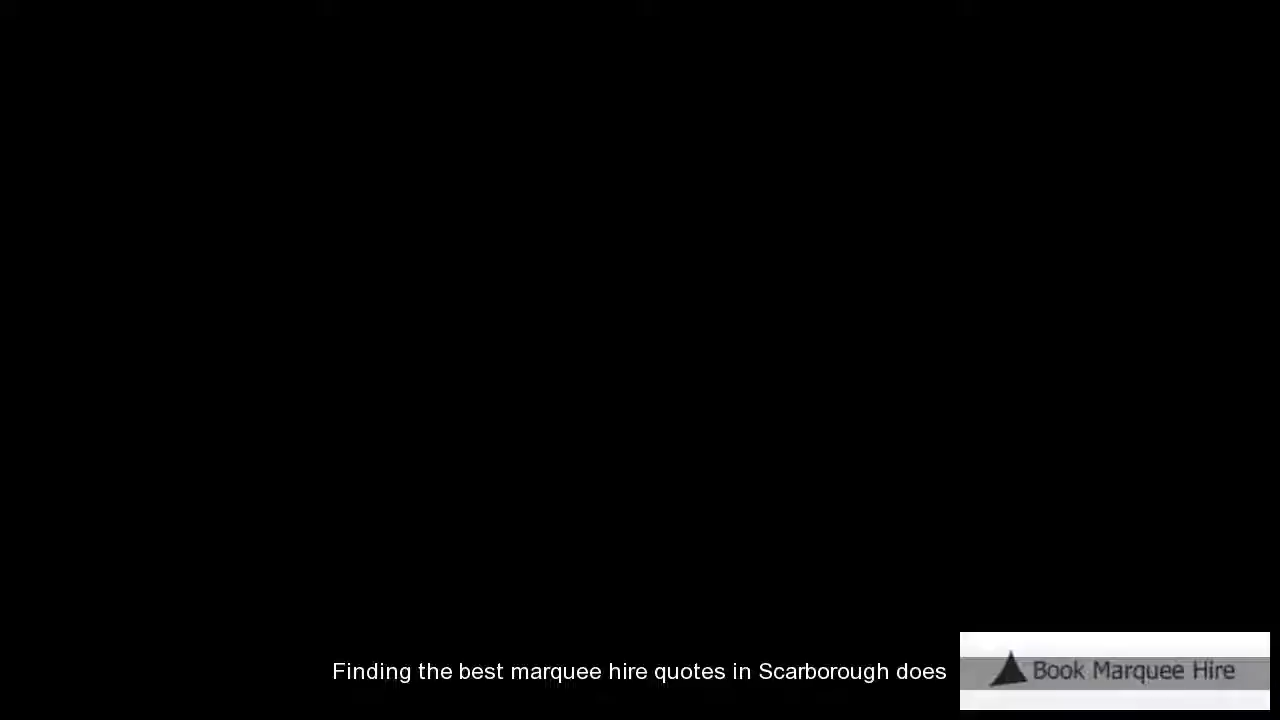 Finding the best marquee hire quotes in Scarborough does
Book Marquee Hire